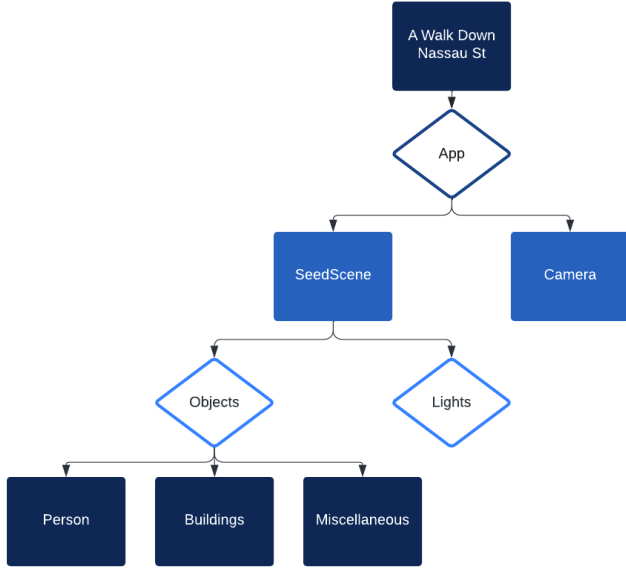 A Walk Down
Nassau St
App
SeedScene
Camera
Objects
Lights
Person
Buildings
Miscellaneous